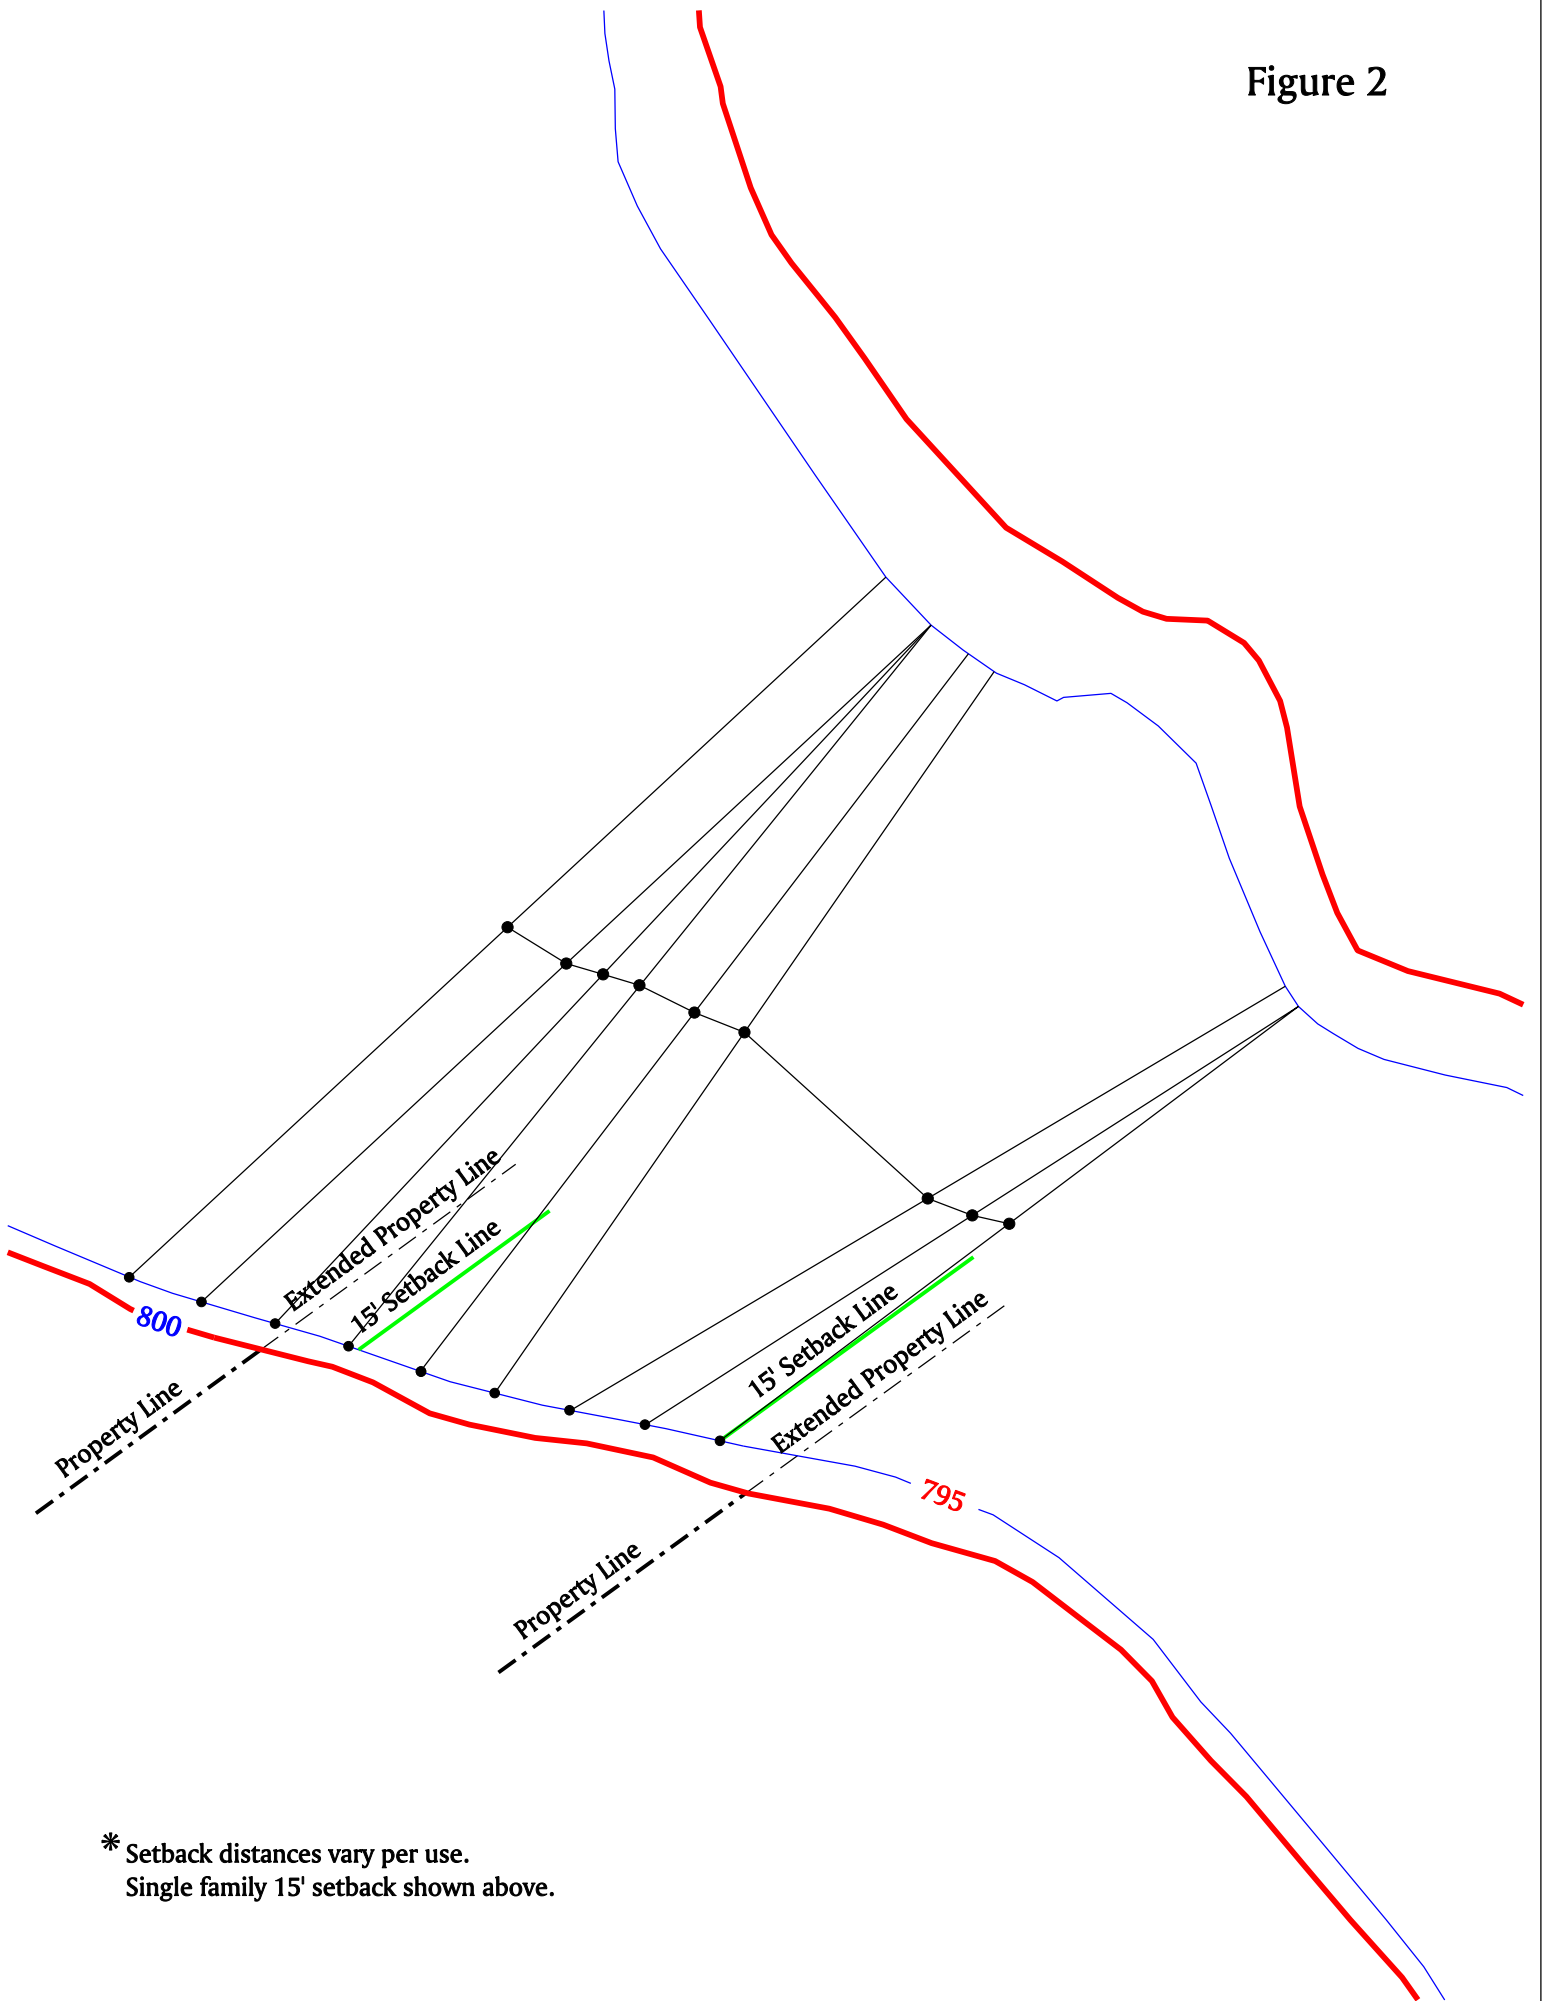 Figure 2
Extended Property Line
15' Setback Line
800
Property Line
15' Setback Line
Extended Property Line
795
Property Line
* Setback distances vary per use.
Single family 15' setback shown above.